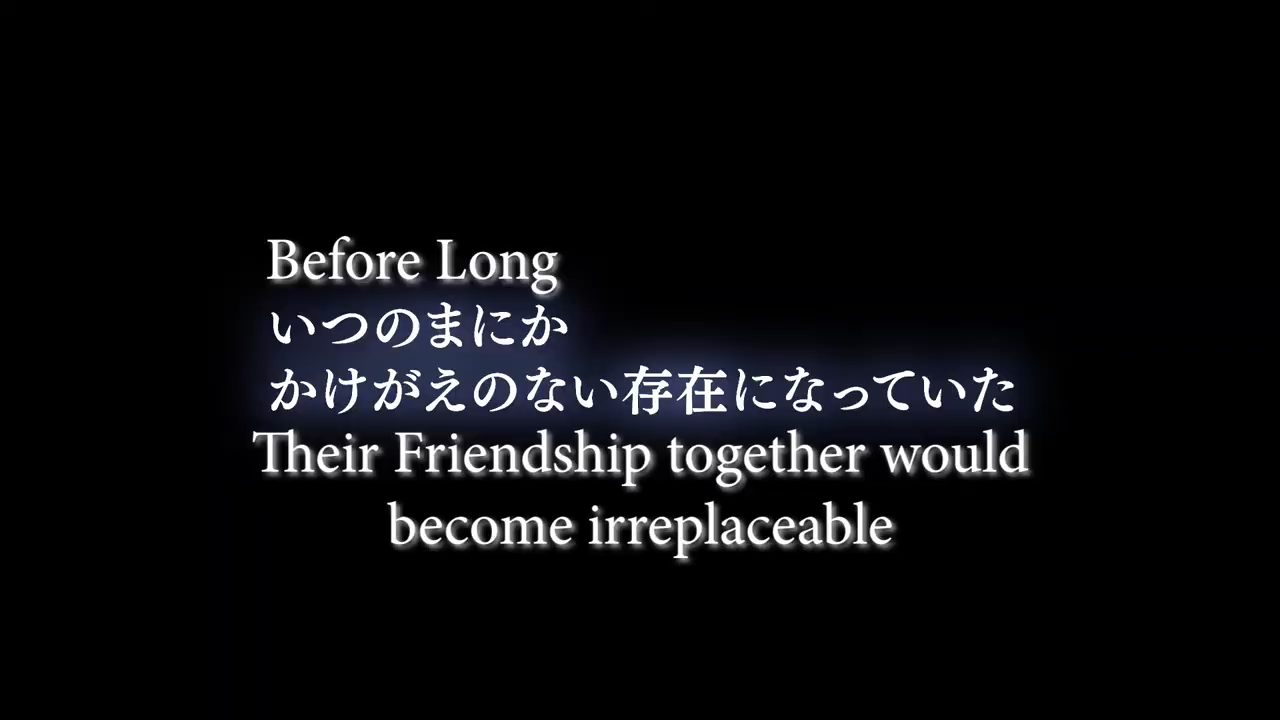 Before Long
いつのまにか
かけがえのない存在になっていた
Their Friendship together would
become irreplaceable